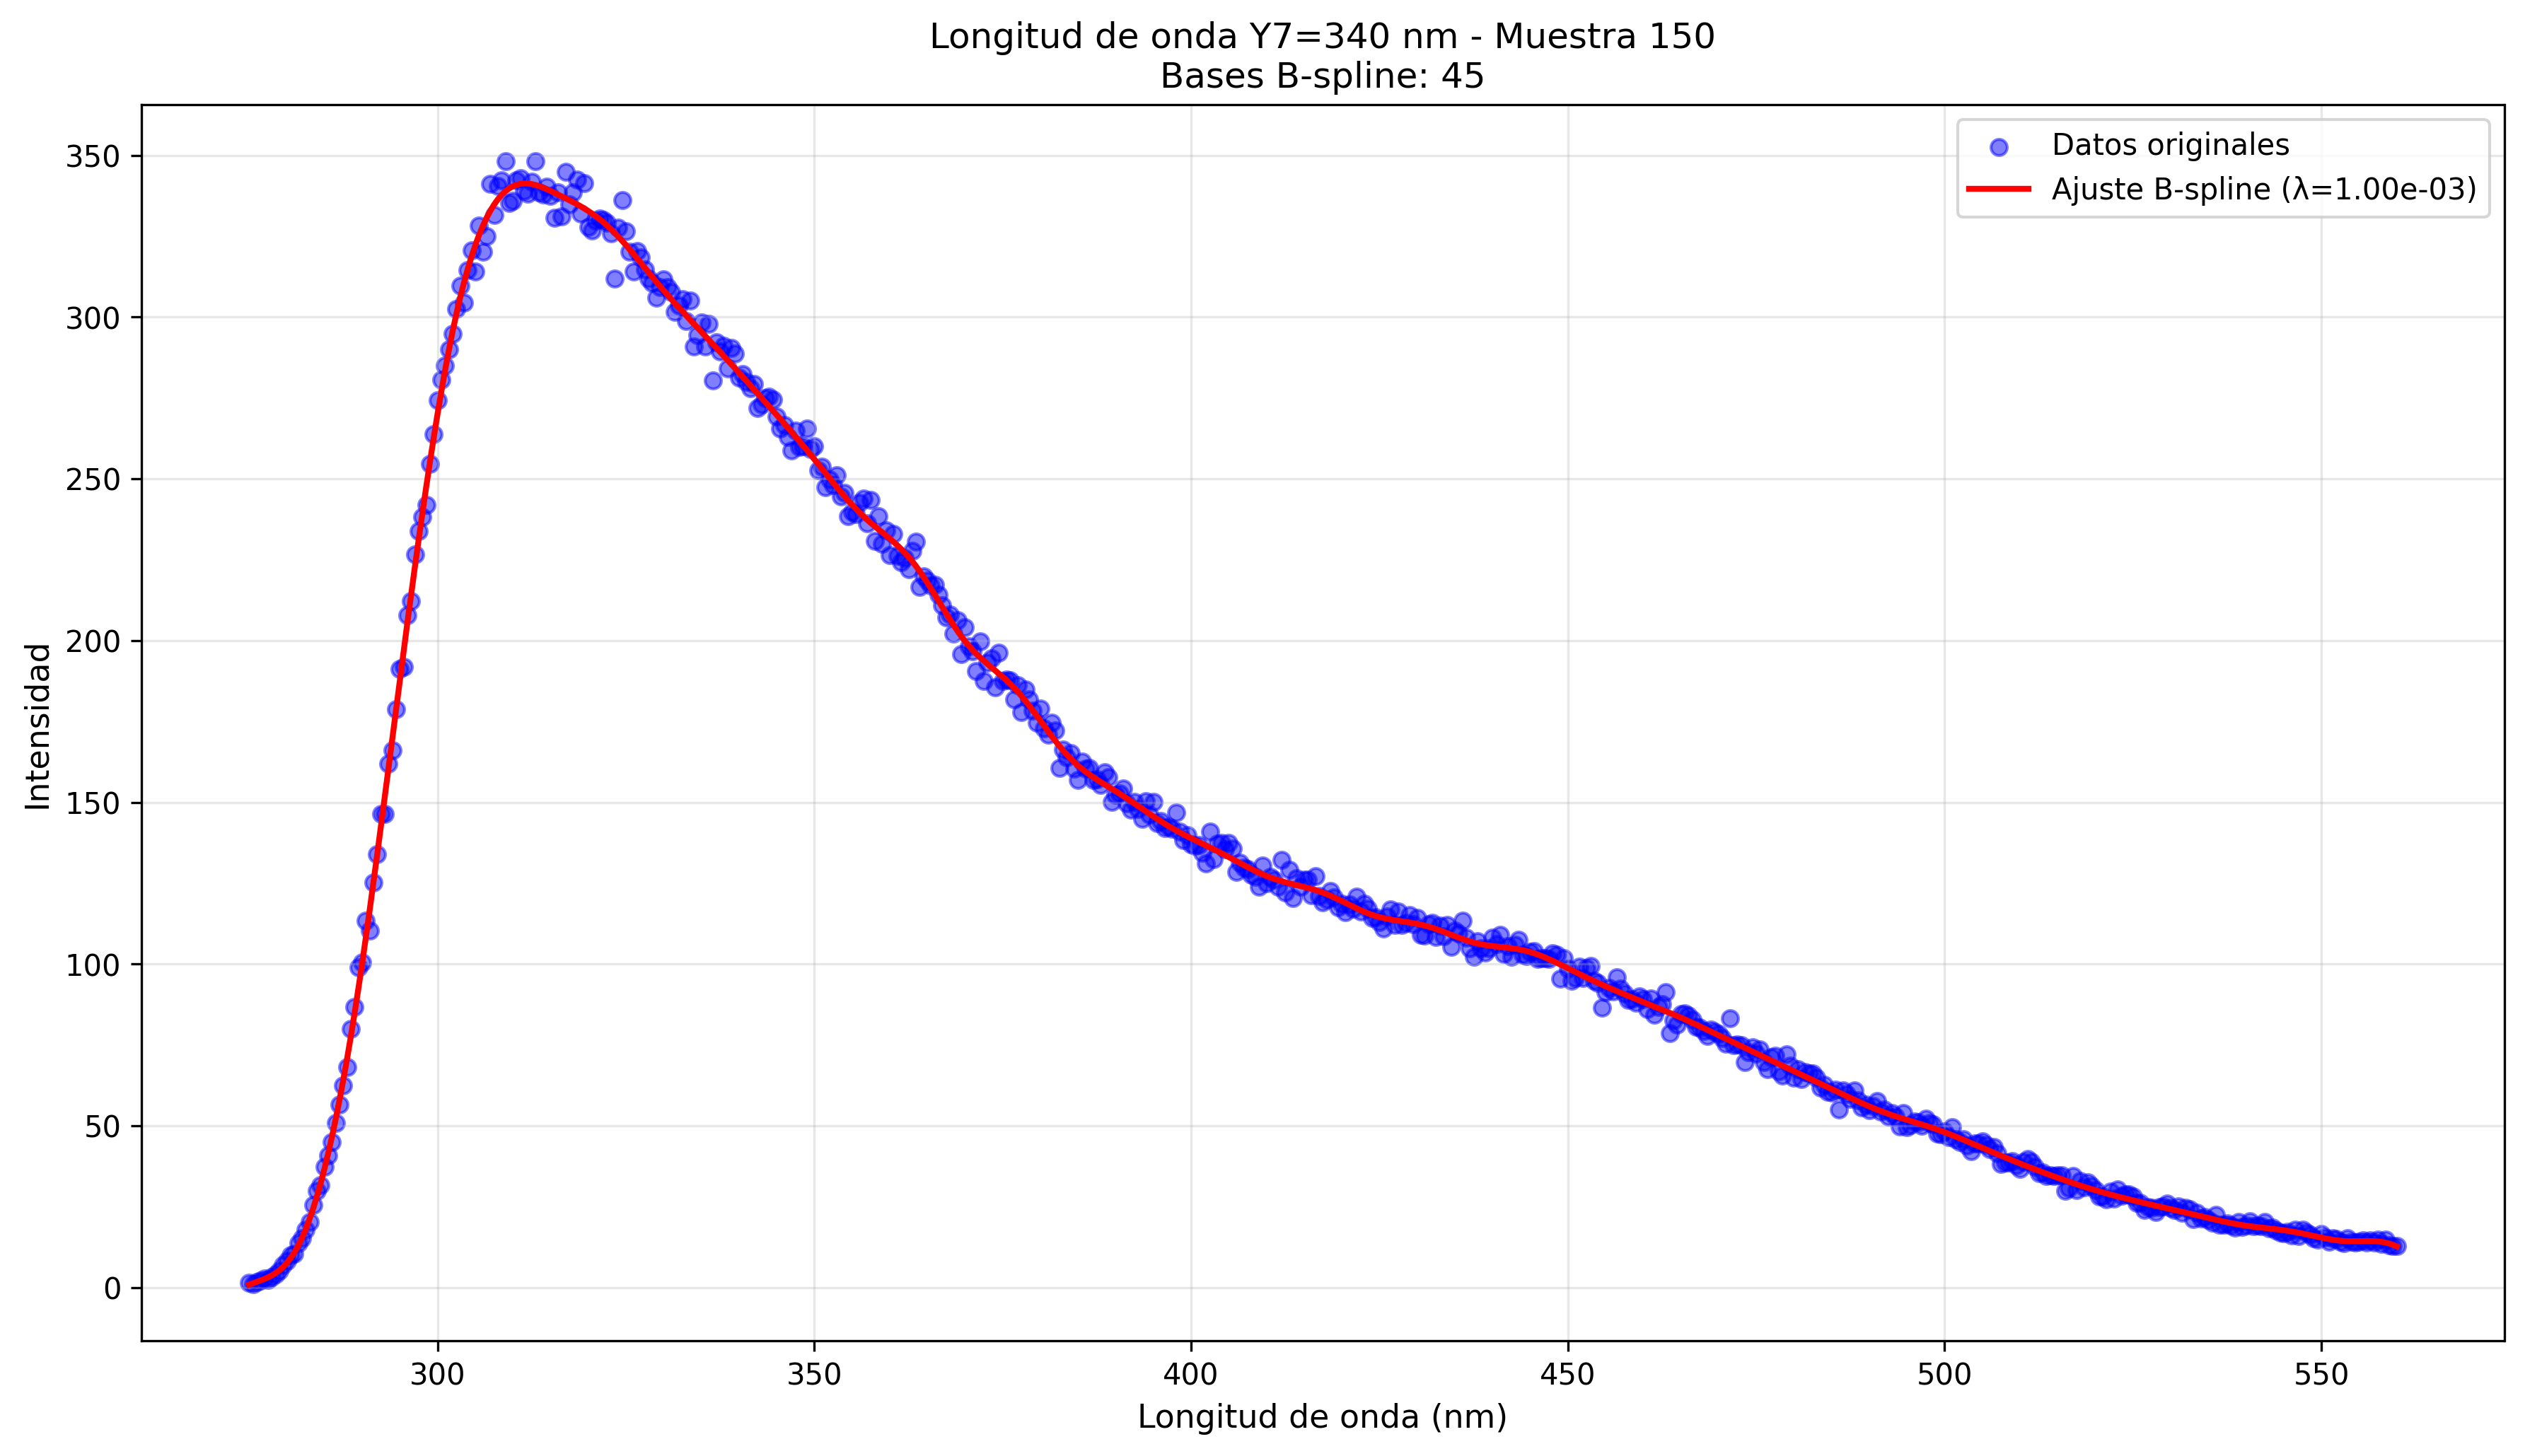 Longitud de onda Y7=340 nm - Muestra 150
Bases B-spline: 45
Datos originales
Ajuste B-spline (λ=1.00e-03)
Intensidad
350
300
250
200
150
100
50
0
300 350 400 450 500 550
Longitud de onda (nm)